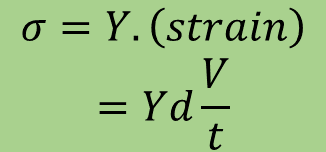 σ = Y. (strain)
= Yd V/t